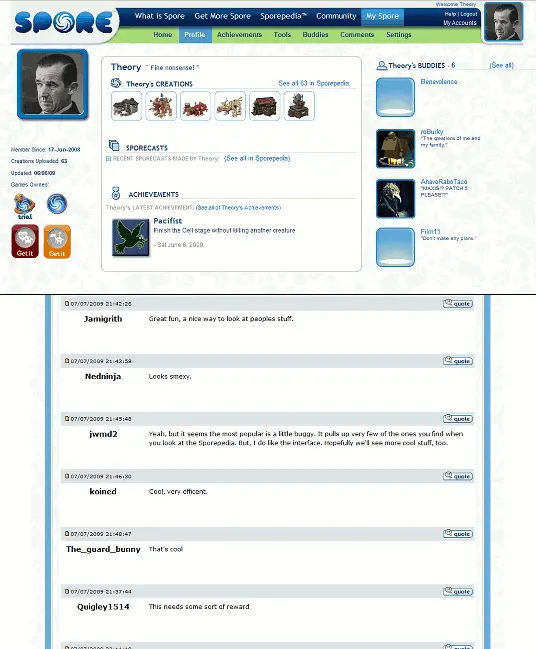 SPORE
Welcome Theory
What is Spore Get More Spore Sporepedia™ Community My Spore
Help | Logout
My Accounts
Home Profile Achievements Tools Buddies Comments Settings
Theory " Fine nonsense! "
THEORY'S CREATIONS See all 63 in Sporepedia
SPORECASTS
RECENT SPORECASTS MADE BY Theory: (See all in Sporepedia)
ACHIEVEMENTS
Theory's LATEST ACHIEVEMENT: (See all of Theory's Achievements)
Pacifist
Finish the Cell stage without killing another creature
- Sat June 6, 2009
Member Since: 17-Jun-2008
Creations Uploaded: 63
Updated: 06/06/09
Games Owned:
trial
Get it Get it
THEORY'S BUDDIES - 6 (See all)
Benevolence
roBurky
"The creations of me and
my family."
AhavoRaboTaco
"MAXIS!? PATCH 5
PLEASE?!"
Film11
"Don't make any plans."
07/07/2009 21:42:26 quote
Jamigrith Great fun, a nice way to look at peoples stuff.
07/07/2009 21:43:58 quote
Nedninja Looks smexy.
07/07/2009 21:45:48 quote
jwmd2 Yeah, but it seems the most popular is a little buggy. It pulls up very few of the ones you find when
you look at the Sporepedia. But, I do like the interface. Hopefully we'll see more cool stuff, too.
07/07/2009 21:46:30 quote
koined Cool, very efficent.
07/07/2009 21:48:47 quote
The_guard_bunny That's cool
07/07/2009 21:37:44 quote
Quigley1514 This needs some sort of reward